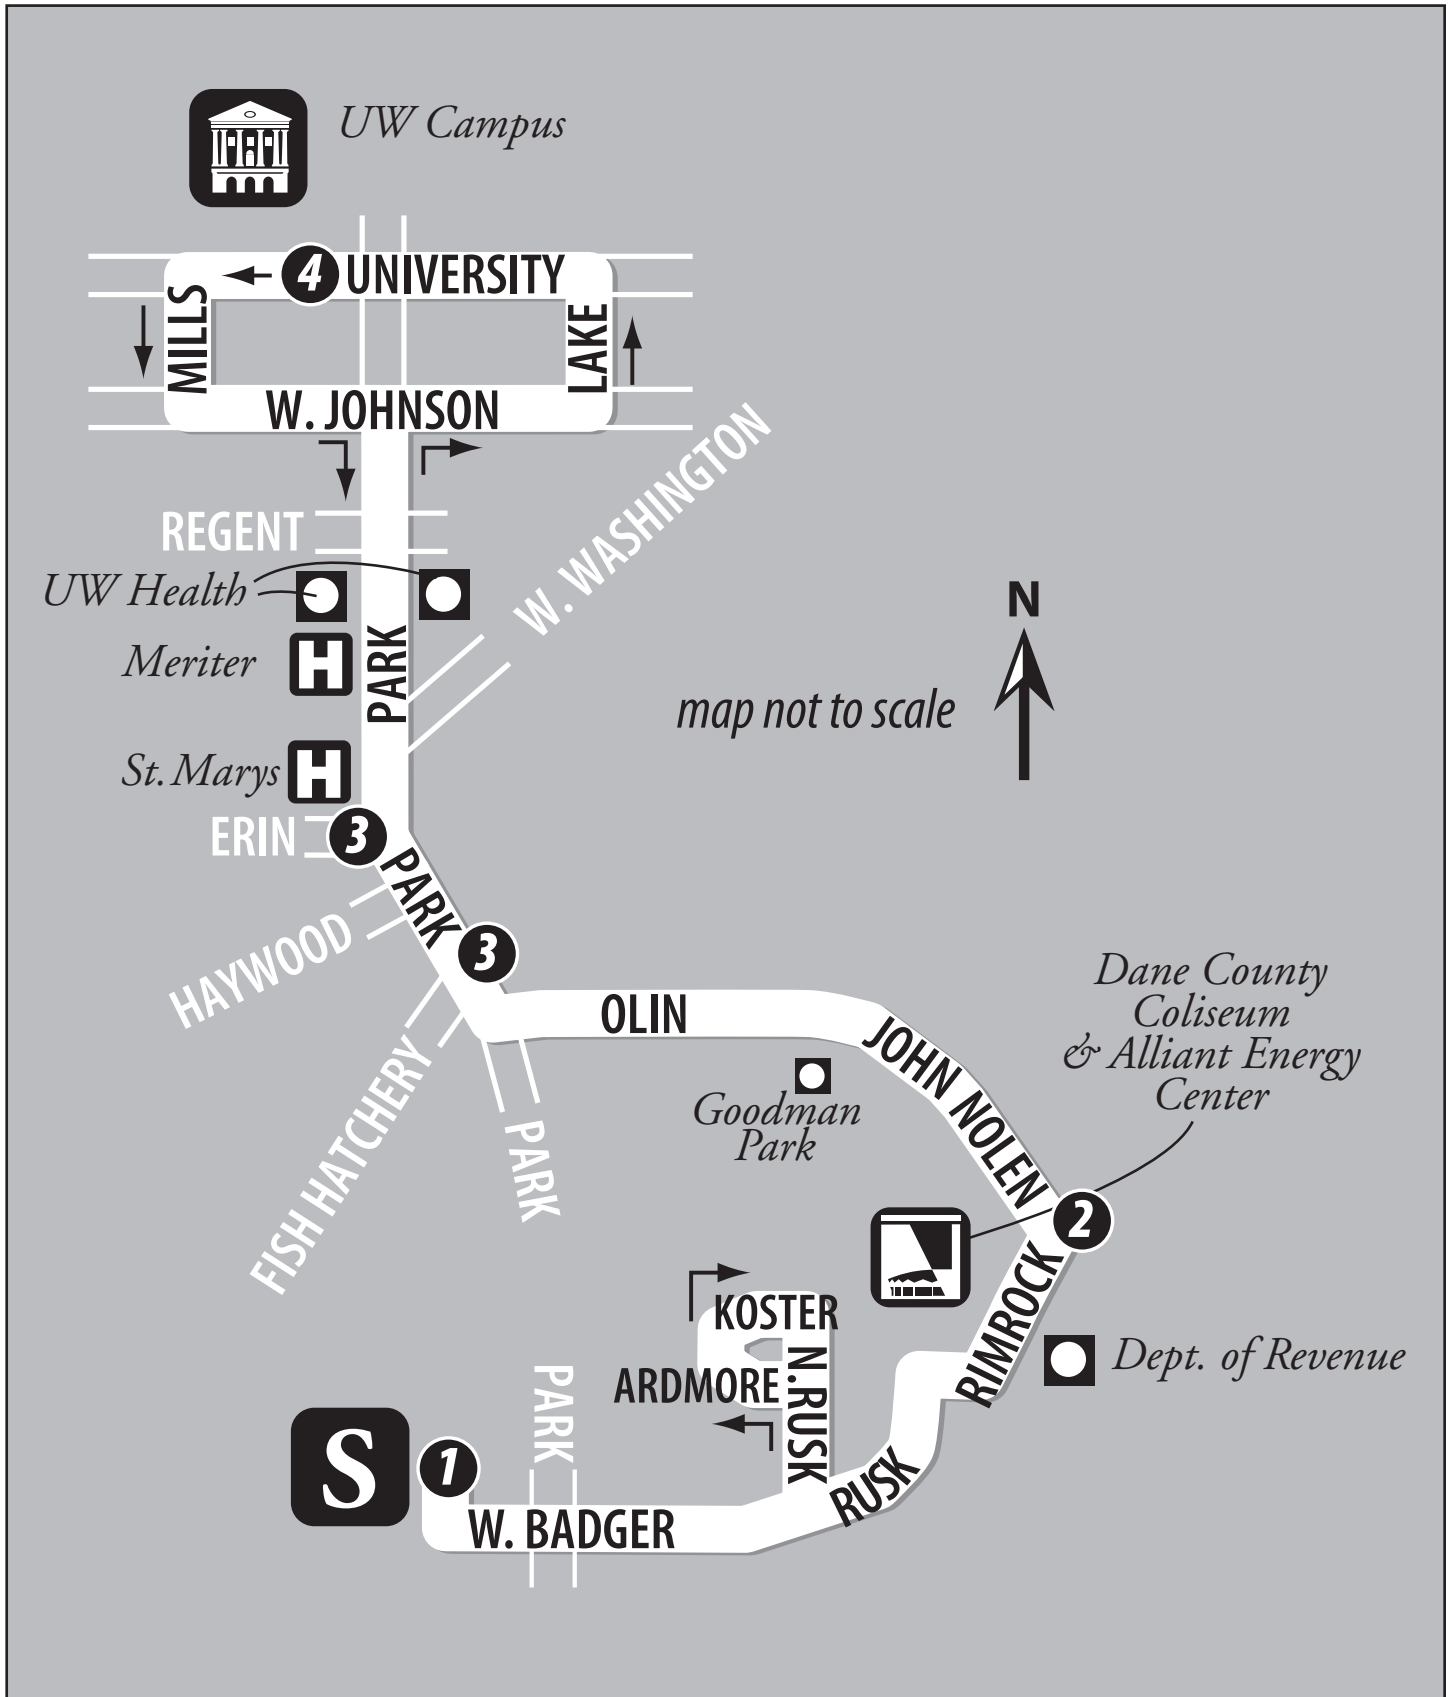 UW Campus
4
UNIVERSITY
MILLS
LAKE
W. JOHNSON
W. WASHINGTON
REGENT
UW Health
PARK
Meriter
H
N
map not to scale
St. Marys
H
ERIN
3
PARK
HAYWOOD
3
OLIN
JOHN NOLEN
Dane County
Coliseum
& Alliant Energy
Center
FISH HATCHERY
PARK
Goodman
Park
2
RIMROCK
KOSTER
N. RUSK
ARDMORE
Dept. of Revenue
PARK
S
1
RUSK
W. BADGER